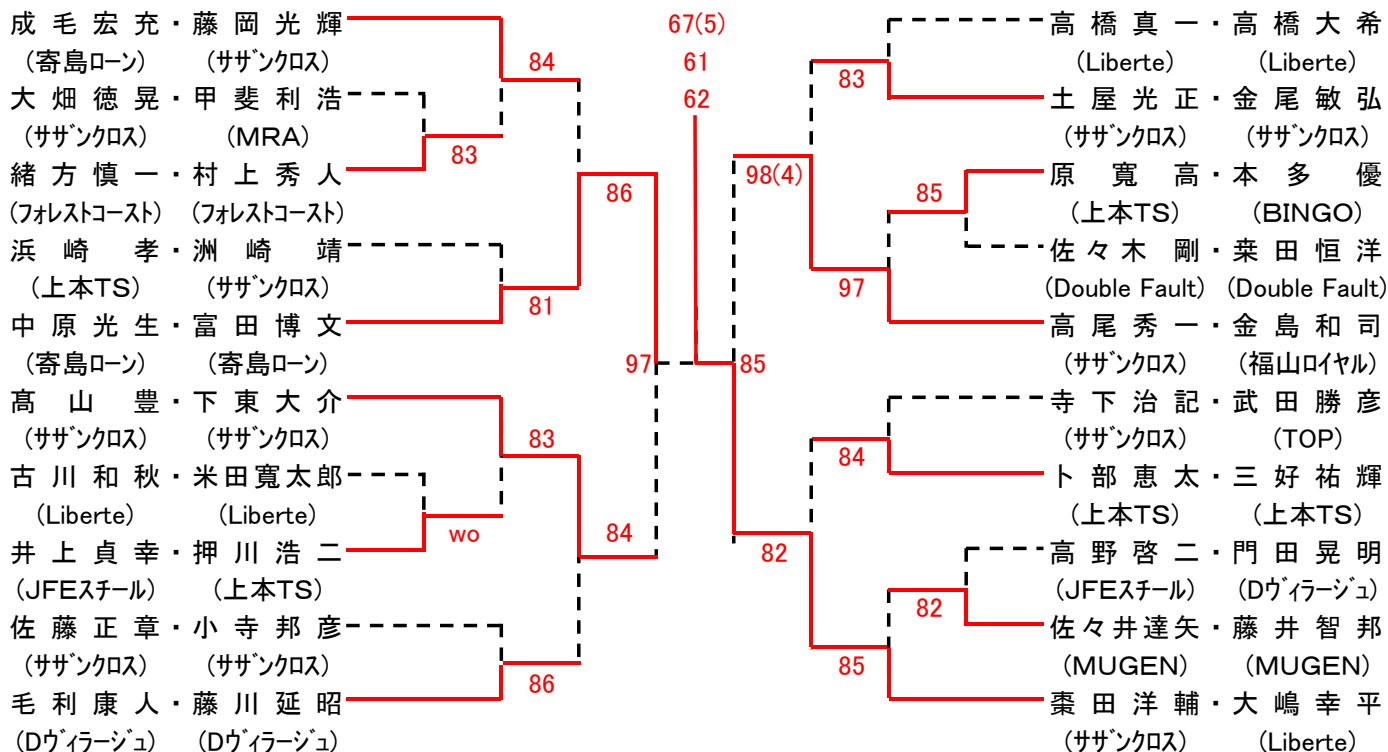 成毛宏充・藤岡光輝
(寄島ローン) (サザンクロス)
大畑徳晃・甲斐利浩
(サザンクロス) (MRA)
緒方慎一・村上秀人
(フォレストコースト) (フォレストコースト)
浜崎孝・洲崎靖
(上本TS) (サザンクロス)
中原光生・富田博文
(寄島ローン) (寄島ローン)
髙山豊・下東大介
(サザンクロス) (サザンクロス)
古川和秋・米田寛太郎
(Liberte) (Liberte)
井上貞幸・押川浩二
(JFEスチール) (上本TS)
佐藤正章・小寺邦彦
(サザンクロス) (サザンクロス)
毛利康人・藤川延昭
(Dヴィラージュ) (Dヴィラージュ)
84
83
86
81
97
83
wo
84
86
67(5)
61
62
85
98(4)
83
85
97
84
82
82
85
高橋真一・高橋大希
(Liberte) (Liberte)
土屋光正・金尾敏弘
(サザンクロス) (サザンクロス)
原寛高・本多優
(上本TS) (BINGO)
佐々木剛・桒田恒洋
(Double Fault) (Double Fault)
高尾秀一・金島和司
(サザンクロス) (福山ロイヤル)
寺下治記・武田勝彦
(サザンクロス) (TOP)
卜部恵太・三好祐輝
(上本TS) (上本TS)
高野啓二・門田晃明
(JFEスチール) (Dヴィラージュ)
佐々井達矢・藤井智邦
(MUGEN) (MUGEN)
棗田洋輔・大嶋幸平
(サザンクロス) (Liberte)